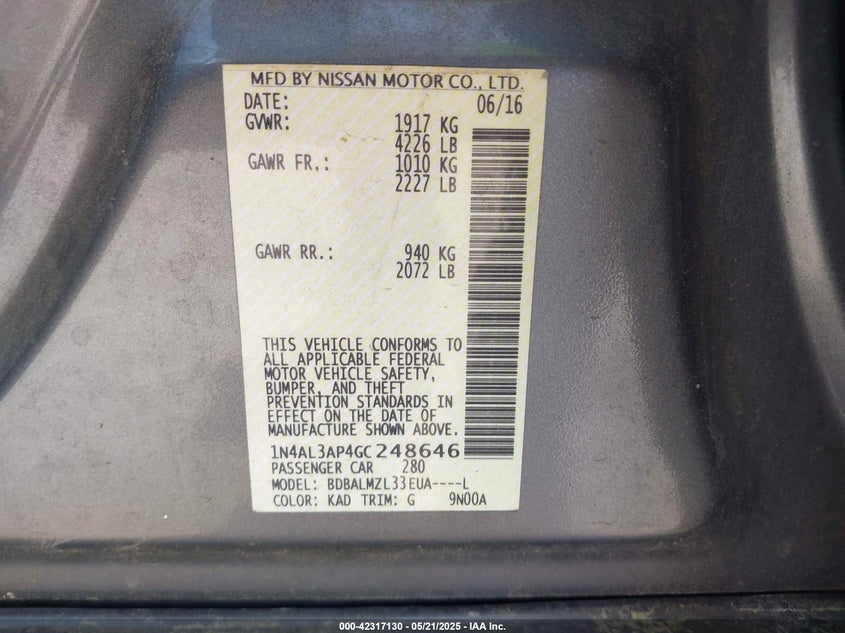 MFD BY NISSAN MOTOR CO., LTD.
DATE: 06/16
GVWR: 1917 KG
4226 LB
GAWR FR.: 1010 KG
2227 LB
GAWR RR.: 940 KG
2072 LB
THIS VEHICLE CONFORMS TO
ALL APPLICABLE FEDERAL
MOTOR VEHICLE SAFETY,
BUMPER, AND THEFT
PREVENTION STANDARDS IN
EFFECT ON THE DATE OF
MANUFACTURE SHOWN ABOVE.
1N4AL3AP4GC248646
PASSENGER CAR 280
MODEL: BDBALMZL33EUA----L
COLOR: KAD TRIM: G 9N00A
000-42317130 - 05/21/2025 - IAA Inc.